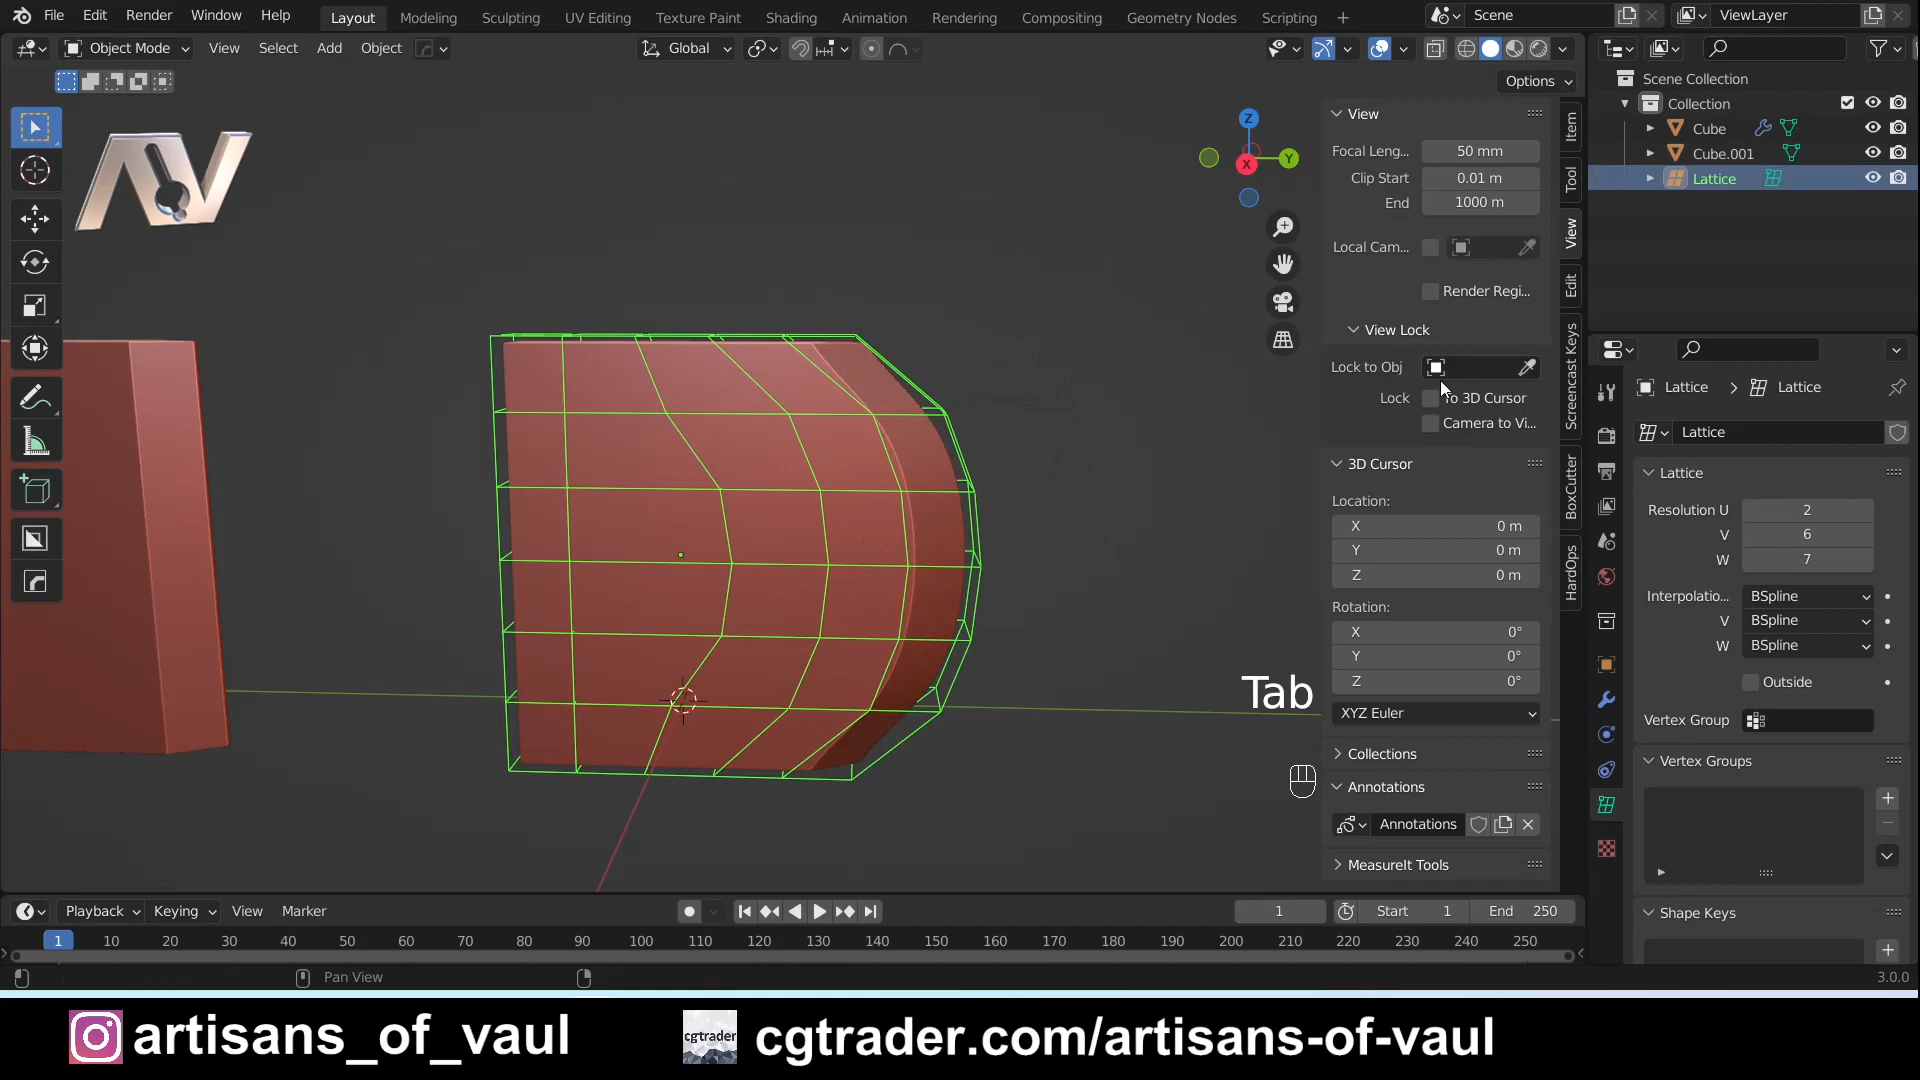 File Edit Render Window Help Layout Modeling Sculpting UV Editing Texture Paint Shading Animation Rendering Compositing Geometry Nodes Scripting + Scene ViewLayer
Object Mode View Select Add Object Global
Options
AV
View
Focal Leng... 50 mm
Clip Start 0.01 m
End 1000 m
Local Cam...
Render Regi...
View Lock
Lock to Obj
Lock To 3D Cursor
Camera to Vi...
3D Cursor
Location:
X 0 m
Y 0 m
Z 0 m
Rotation:
X 0°
Y 0°
Z 0°
XYZ Euler
Collections
Annotations
Annotations
MeasureIt Tools
Z
Y
X
Tab
Item
Tool
View
Edit
Screencast Keys
BoxCutter
HardOps
Scene Collection
Collection
Cube
Cube.001
Lattice
Lattice > Lattice
Lattice
Lattice
Resolution U 2
V 6
W 7
Interpolatio... BSpline
V BSpline
W BSpline
Outside
Vertex Group
Vertex Groups
Shape Keys
Playback Keying View Marker 1 Start 1 End 250
1 10 20 30 40 50 60 70 80 90 100 110 120 130 140 150 160 170 180 190 200 210 220 230 240 250
Pan View 3.0.0
artisans_of_vaul cgtrader cgtrader.com/artisans-of-vaul